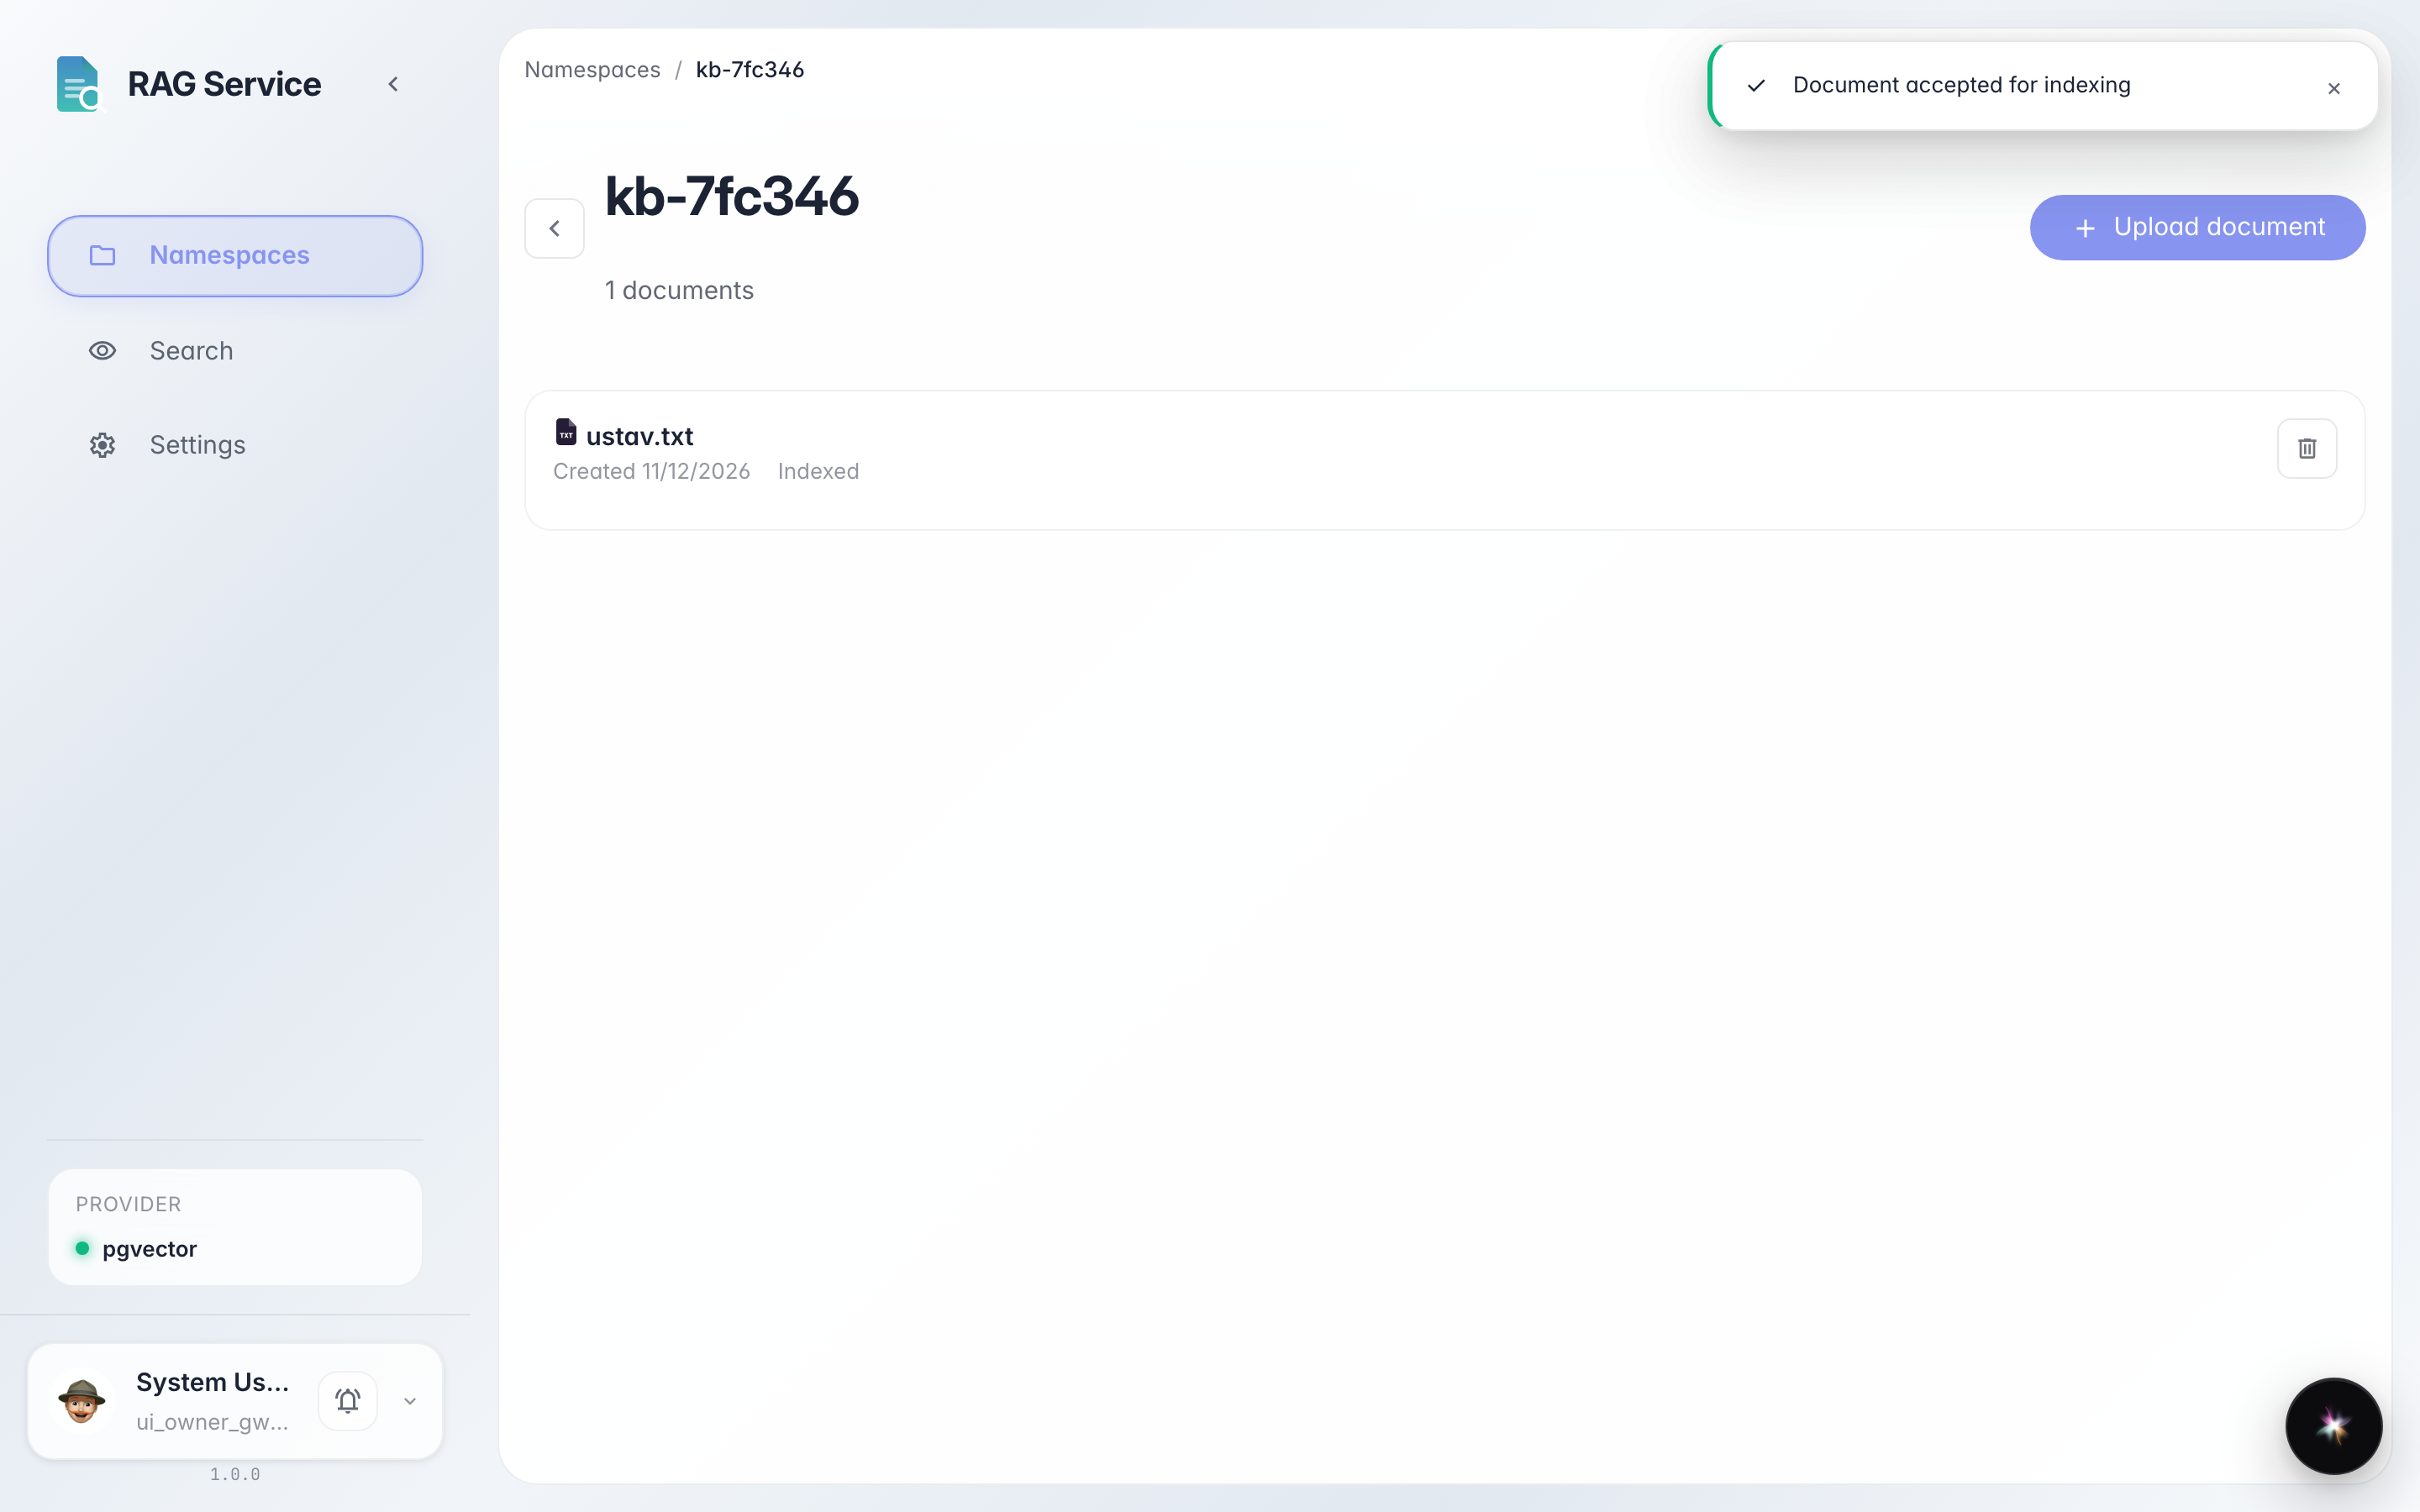 RAG Service
Namespaces
Search
Settings
PROVIDER
pgvector
System Us...
ui_owner_gw...
1.0.0
Namespaces / kb-7fc346
Document accepted for indexing
kb-7fc346
1 documents
Upload document
TXT
ustav.txt
Created 11/12/2026 Indexed